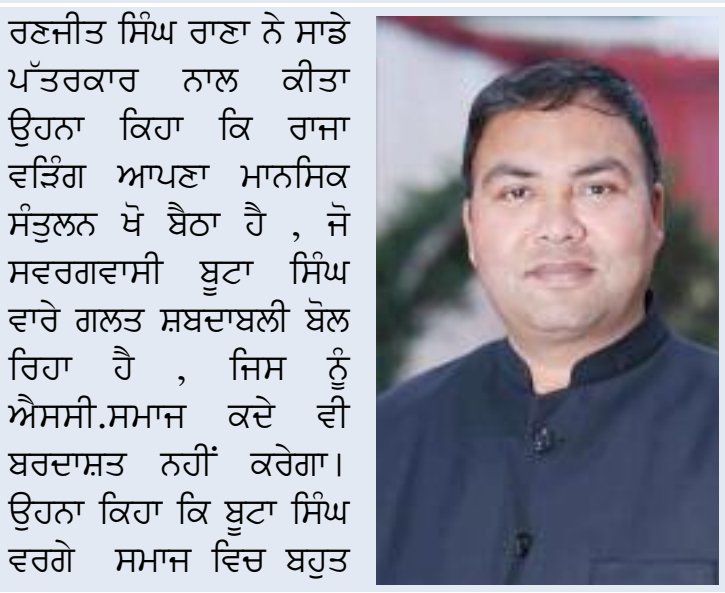 ਰਣਜੀਤ ਸਿੰਘ ਰਾਣਾ ਨੇ ਸਾਡੇ
ਪੱਤਰਕਾਰ ਨਾਲ ਕੀਤਾ
ਉਹਨਾ ਕਿਹਾ ਕਿ ਰਾਜਾ
ਵੜਿੰਗ ਆਪਣਾ ਮਾਨਸਿਕ
ਸੰਤੁਲਨ ਖੋ ਬੈਠਾ ਹੈ , ਜੋ
ਸਵਰਗਵਾਸੀ ਬੂਟਾ ਸਿੰਘ
ਵਾਰੇ ਗਲਤ ਸ਼ਬਦਾਬਲੀ ਬੋਲ
ਰਿਹਾ ਹੈ , ਜਿਸ ਨੂੰ
ਐਸਸੀ.ਸਮਾਜ ਕਦੇ ਵੀ
ਬਰਦਾਸ਼ਤ ਨਹੀਂ ਕਰੇਗਾ।
ਉਹਨਾ ਕਿਹਾ ਕਿ ਬੂਟਾ ਸਿੰਘ
ਵਰਗੇ ਸਮਾਜ ਵਿਚ ਬਹੁਤ